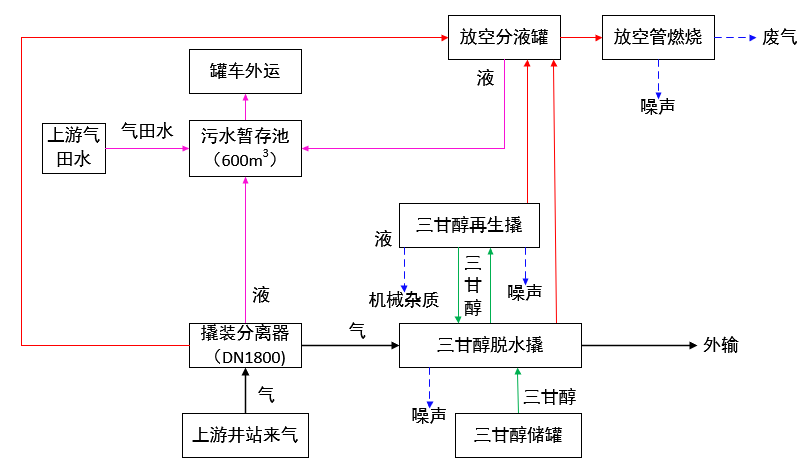 放空分液罐
放空管燃烧
废气
罐车外运
液
噪声
上游气
田水
气田水
污水暂存池
（600m³）
三甘醇再生撬
液
三
甘
醇
机械杂质
噪声
液
撬装分离器
（DN1800)
气
三甘醇脱水撬
外输
气
噪声
三甘醇
上游井站来气
三甘醇储罐